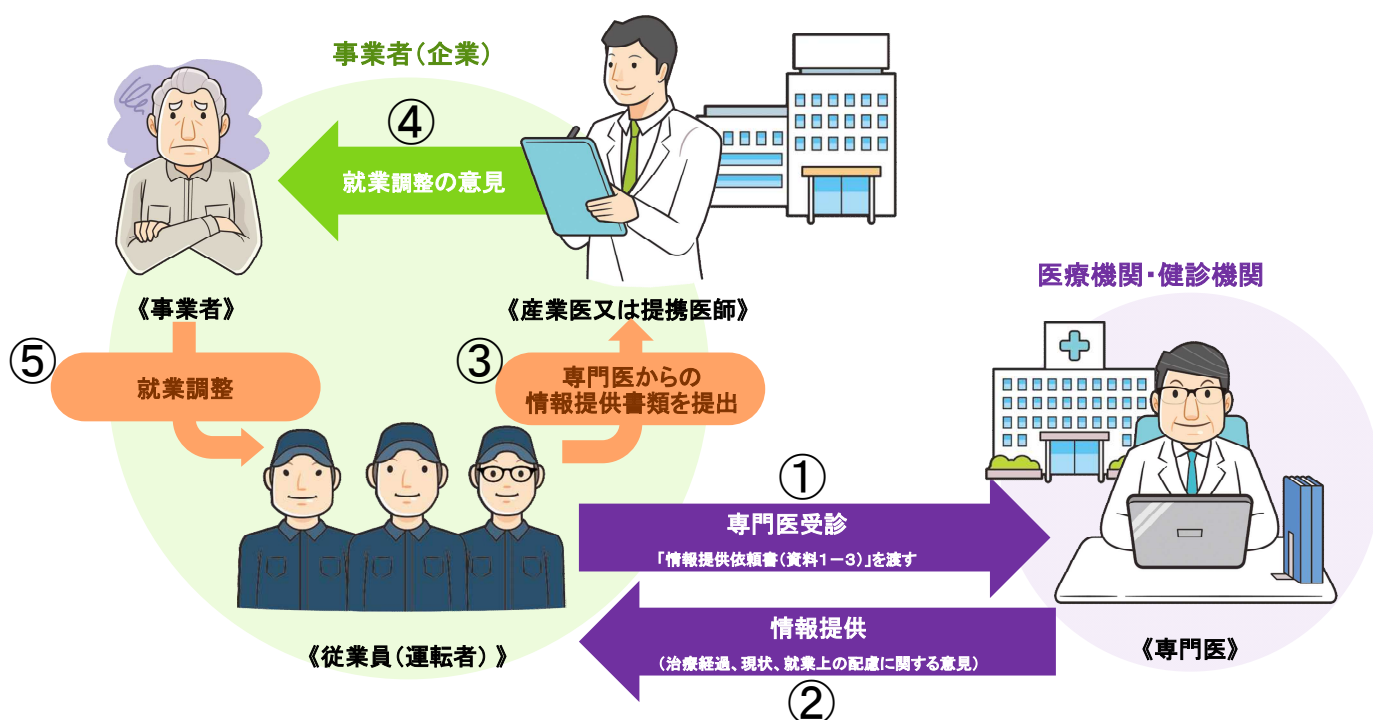 事業者（企業）
④
就業調整の意見
《事業者》
《産業医又は提携医師》
医療機関・健診機関
⑤
就業調整
③
専門医からの
情報提供書類を提出
①
専門医受診
「情報提供依頼書（資料１－３）」を渡す
情報提供
（治療経過、現状、就業上の配慮に関する意見）
②
《従業員（運転者） 》
《専門医》